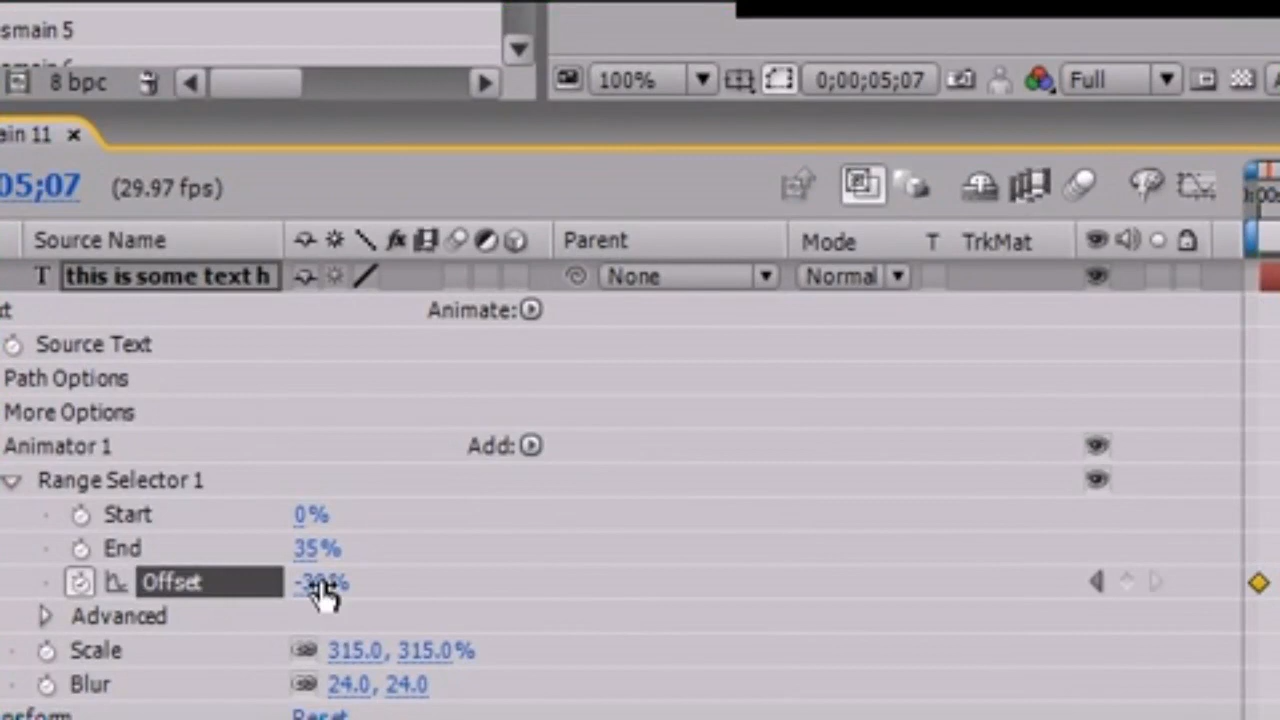 smain 5
8 bpc
100%
0;00;05;07
Full
ain 11
05;07
(29.97 fps)
Source Name
fx
Parent
Mode
T
TrkMat
T
this is some text h
None
Normal
Animate:
Source Text
Path Options
More Options
Animator 1
Add:
Range Selector 1
Start
0%
End
35%
Offset
Advanced
Scale
315.0, 315.0%
Blur
24.0, 24.0
nsform
Reset